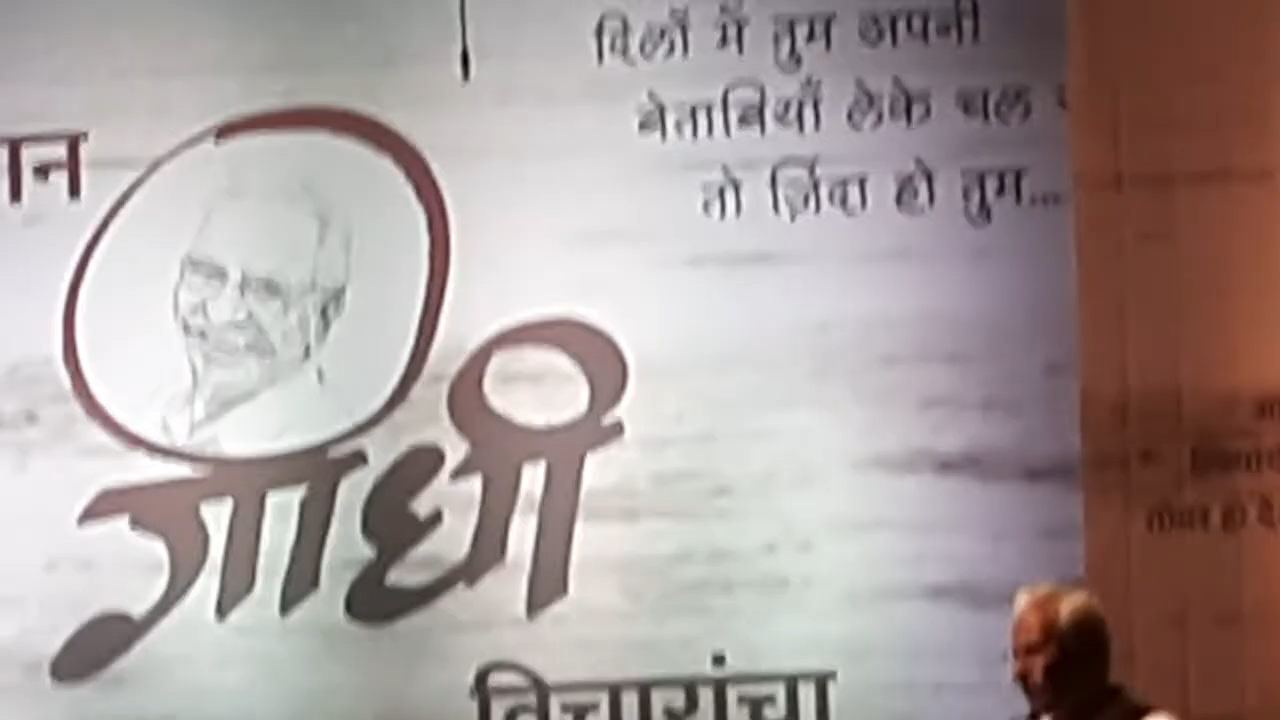 दिलों में तुम अपनी
बेताबियाँ लेके चल
तो ज़िंदा हो तुम...
गांधी
विचारांचा